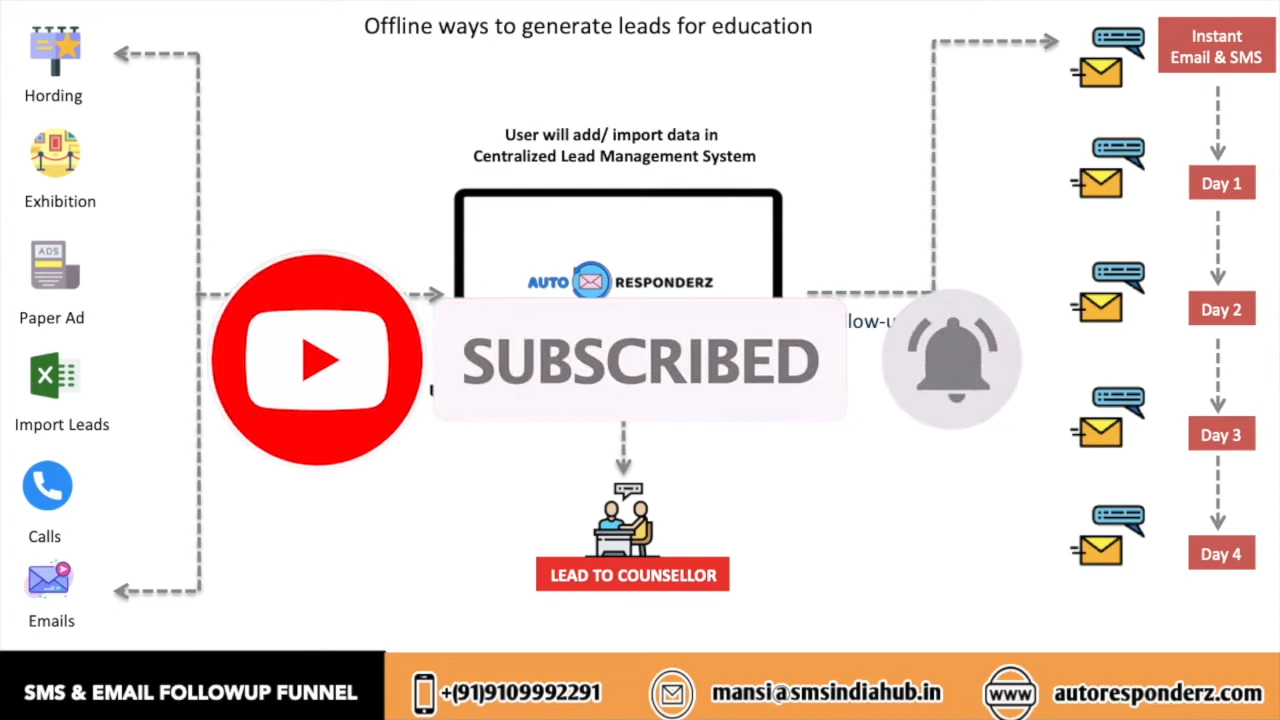 Offline ways to generate leads for education
Hording
Exhibition
ADS
Paper Ad
X
Import Leads
Calls
Emails
User will add/ import data in
Centralized Lead Management System
AUTO RESPONDERZ
SUBSCRIBED
LEAD TO COUNSELLOR
Instant
Email & SMS
Day 1
Day 2
Day 3
Day 4
SMS & EMAIL FOLLOWUP FUNNEL
+(91)9109992291
mansi@smsindiahub.in
www
autoresponderz.com